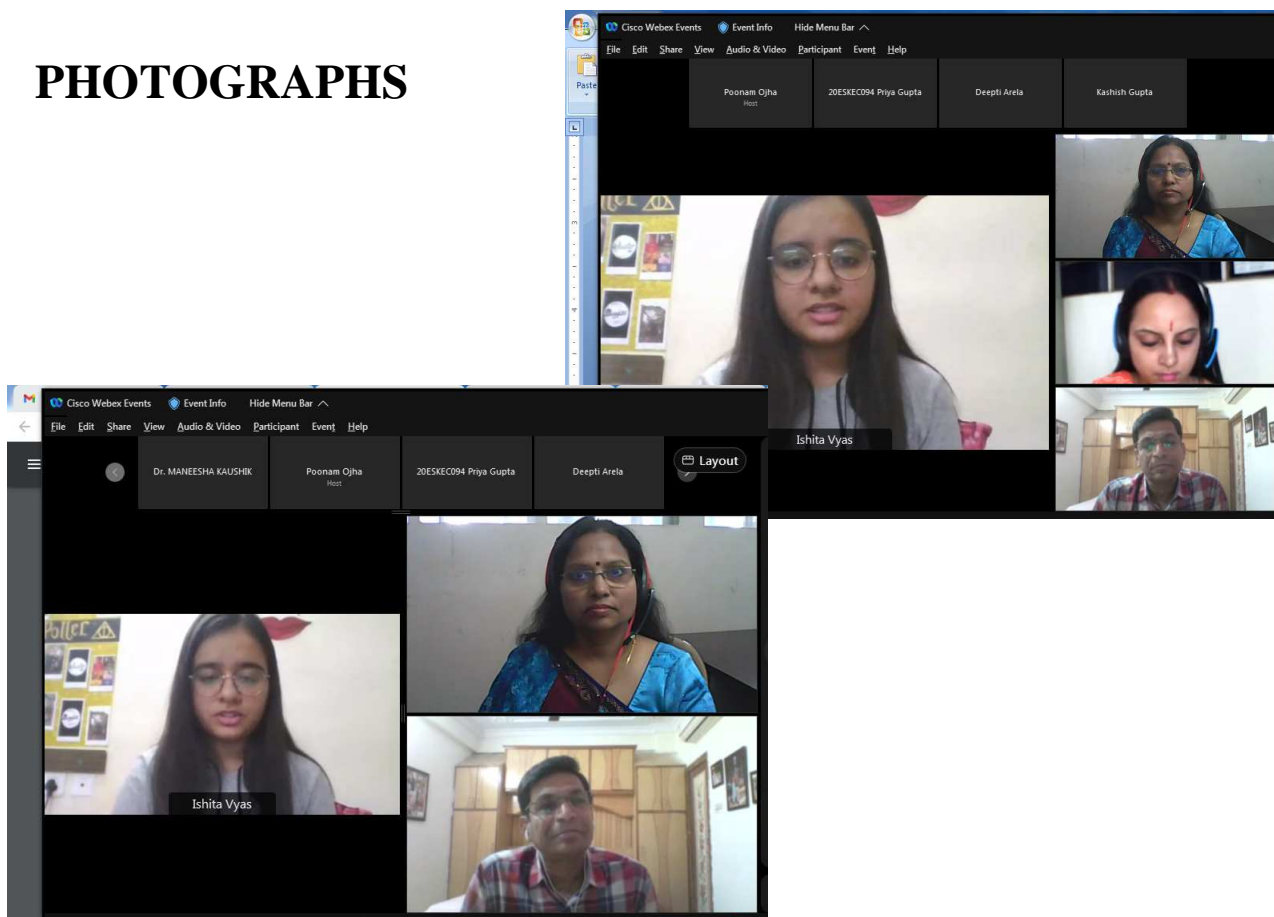 PHOTOGRAPHS
Cisco Webex Events Event Info Hide Menu Bar
File Edit Share View Audio & Video Participant Event Help
Paste
Poonam Ojha
Host
20ESKEC094 Priya Gupta
Deepti Arela
Kashish Gupta
3
4
Ishita Vyas
M
Cisco Webex Events Event Info Hide Menu Bar
File Edit Share View Audio & Video Participant Event Help
Dr. MANEESHA KAUSHIK
Poonam Ojha
Host
20ESKEC094 Priya Gupta
Deepti Arela
Layout
Potter
Ishita Vyas